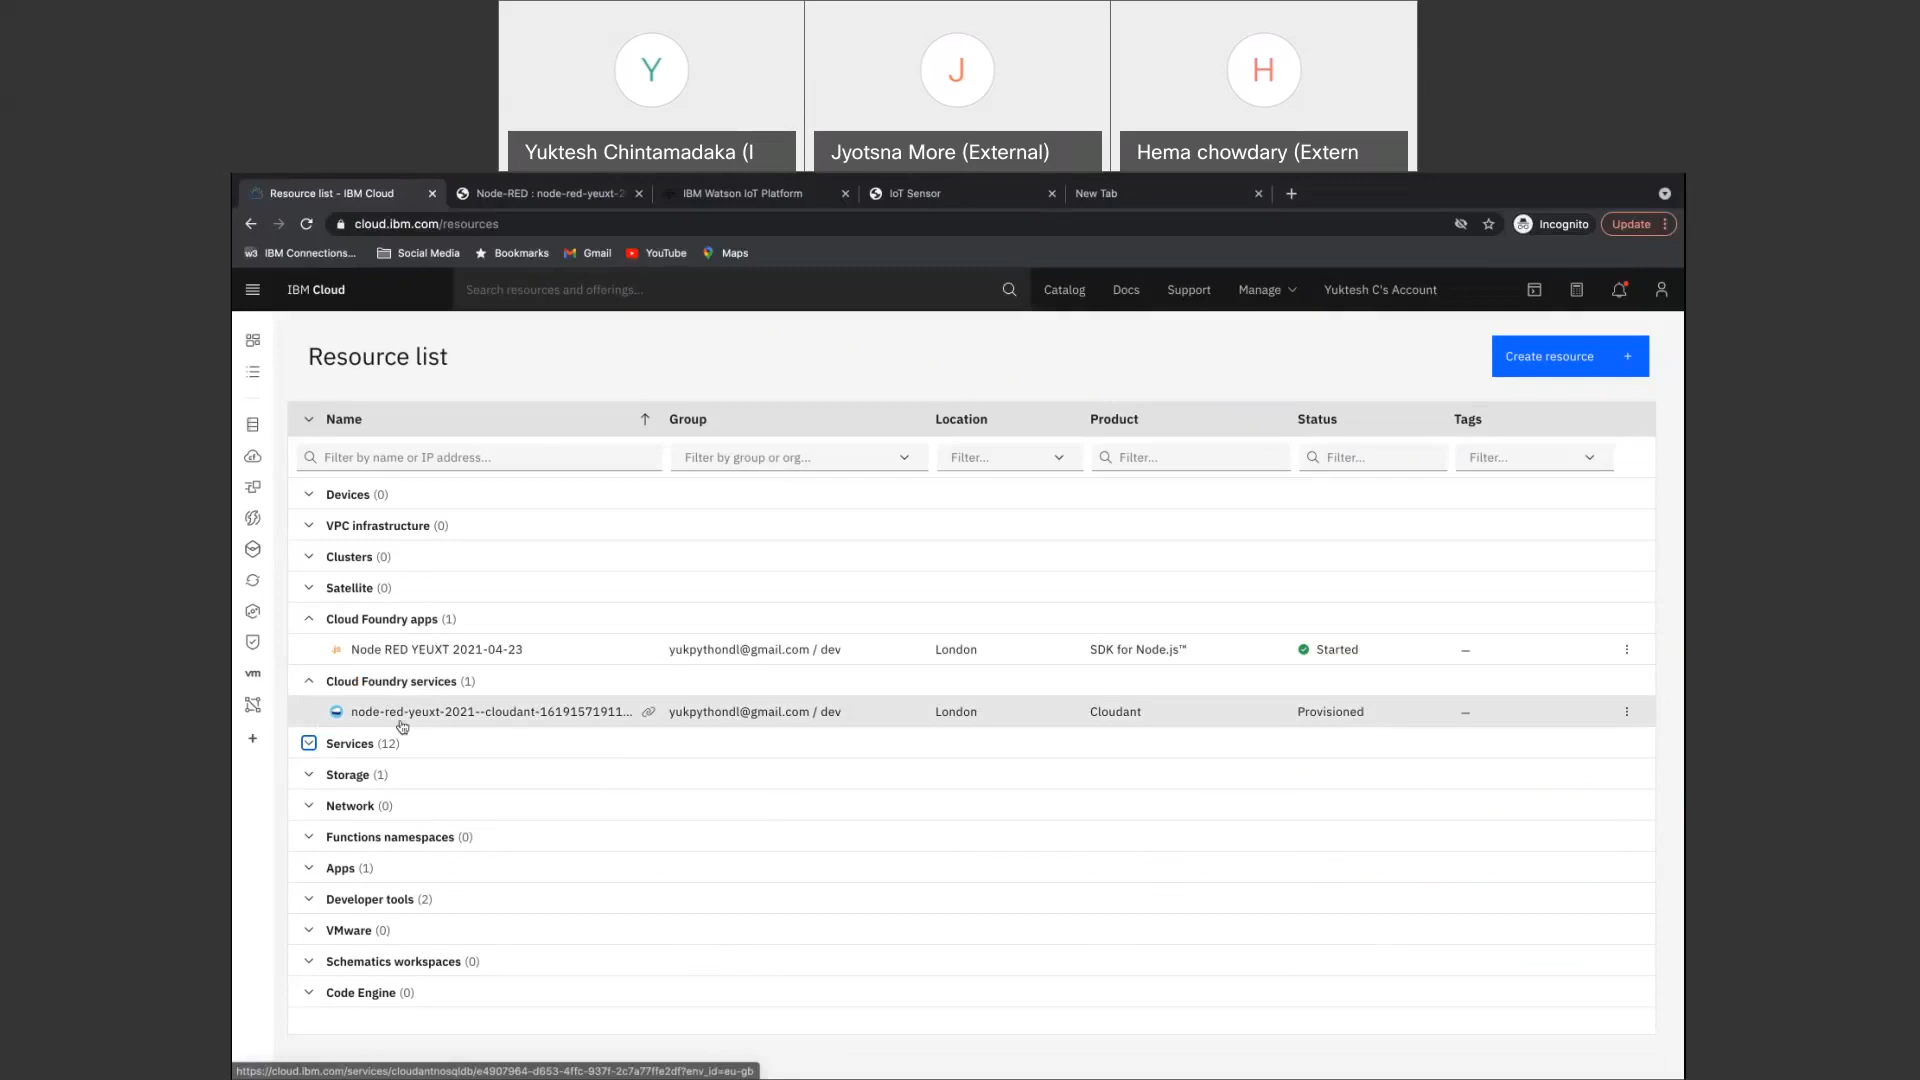 Y
J
H
Yuktesh Chintamadaka (I
Jyotsna More (External)
Hema chowdary (Extern
Resource list - IBM Cloud
Node-RED : node-red-yeuxt-2
IBM Watson IoT Platform
IoT Sensor
New Tab
cloud.ibm.com/resources
Incognito
Update
w3 IBM Connections...
Social Media
Bookmarks
Gmail
YouTube
Maps
IBM Cloud
Search resources and offerings...
Catalog
Docs
Support
Manage
Yuktesh C's Account
Resource list
Create resource +
Name
Group
Location
Product
Status
Tags
Filter by name or IP address...
Filter by group or org...
Filter...
Filter...
Filter...
Filter...
Devices (0)
VPC infrastructure (0)
Clusters (0)
Satellite (0)
Cloud Foundry apps (1)
Node RED YEUXT 2021-04-23 yukpythondl@gmail.com / dev London SDK for Node.js™ Started –
Cloud Foundry services (1)
node-red-yeuxt-2021--cloudant-16191571911... yukpythondl@gmail.com / dev London Cloudant Provisioned –
Services (12)
Storage (1)
vm
Network (0)
Functions namespaces (0)
Apps (1)
Developer tools (2)
VMware (0)
Schematics workspaces (0)
Code Engine (0)
https://cloud.ibm.com/services/cloudantnosqldb/e4907964-d653-4ffc-937f-2c7a77ffe2df?env_id=eu-gb